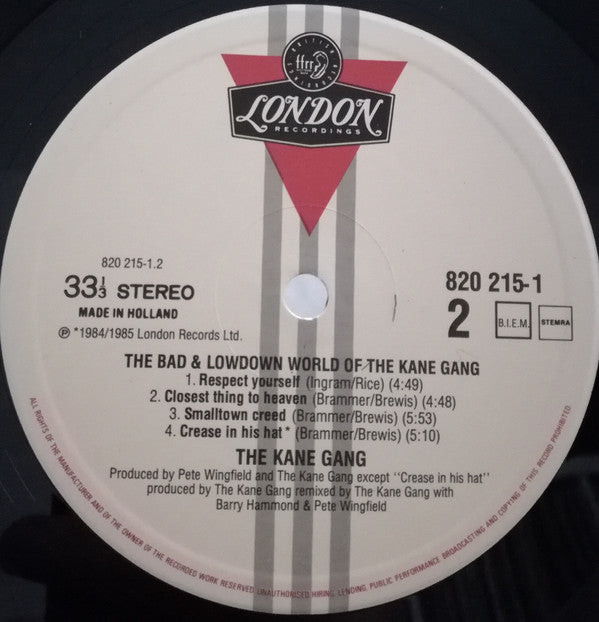 BRITISH
ffrr
RECORDINGS
LONDON
RECORDINGS
820 215-1.2
33⅓ STEREO
MADE IN HOLLAND
℗ *1984/1985 London Records Ltd.
820 215-1
2
B.I.E.M.
STEMRA
THE BAD & LOWDOWN WORLD OF THE KANE GANG
1. Respect yourself (Ingram/Rice) (4:49)
2. Closest thing to heaven (Brammer/Brewis) (4:48)
3. Smalltown creed (Brammer/Brewis) (5:53)
4. Crease in his hat* (Brammer/Brewis) (5:10)
THE KANE GANG
Produced by Pete Wingfield and The Kane Gang except "Crease in his hat"
produced by The Kane Gang remixed by The Kane Gang with
Barry Hammond & Pete Wingfield
ALL RIGHTS OF THE MANUFACTURER AND OF THE OWNER OF THE RECORDED WORK RESERVED. UNAUTHORISED HIRING, LENDING, PUBLIC PERFORMANCE, BROADCASTING AND COPYING OF THIS RECORD PROHIBITED.